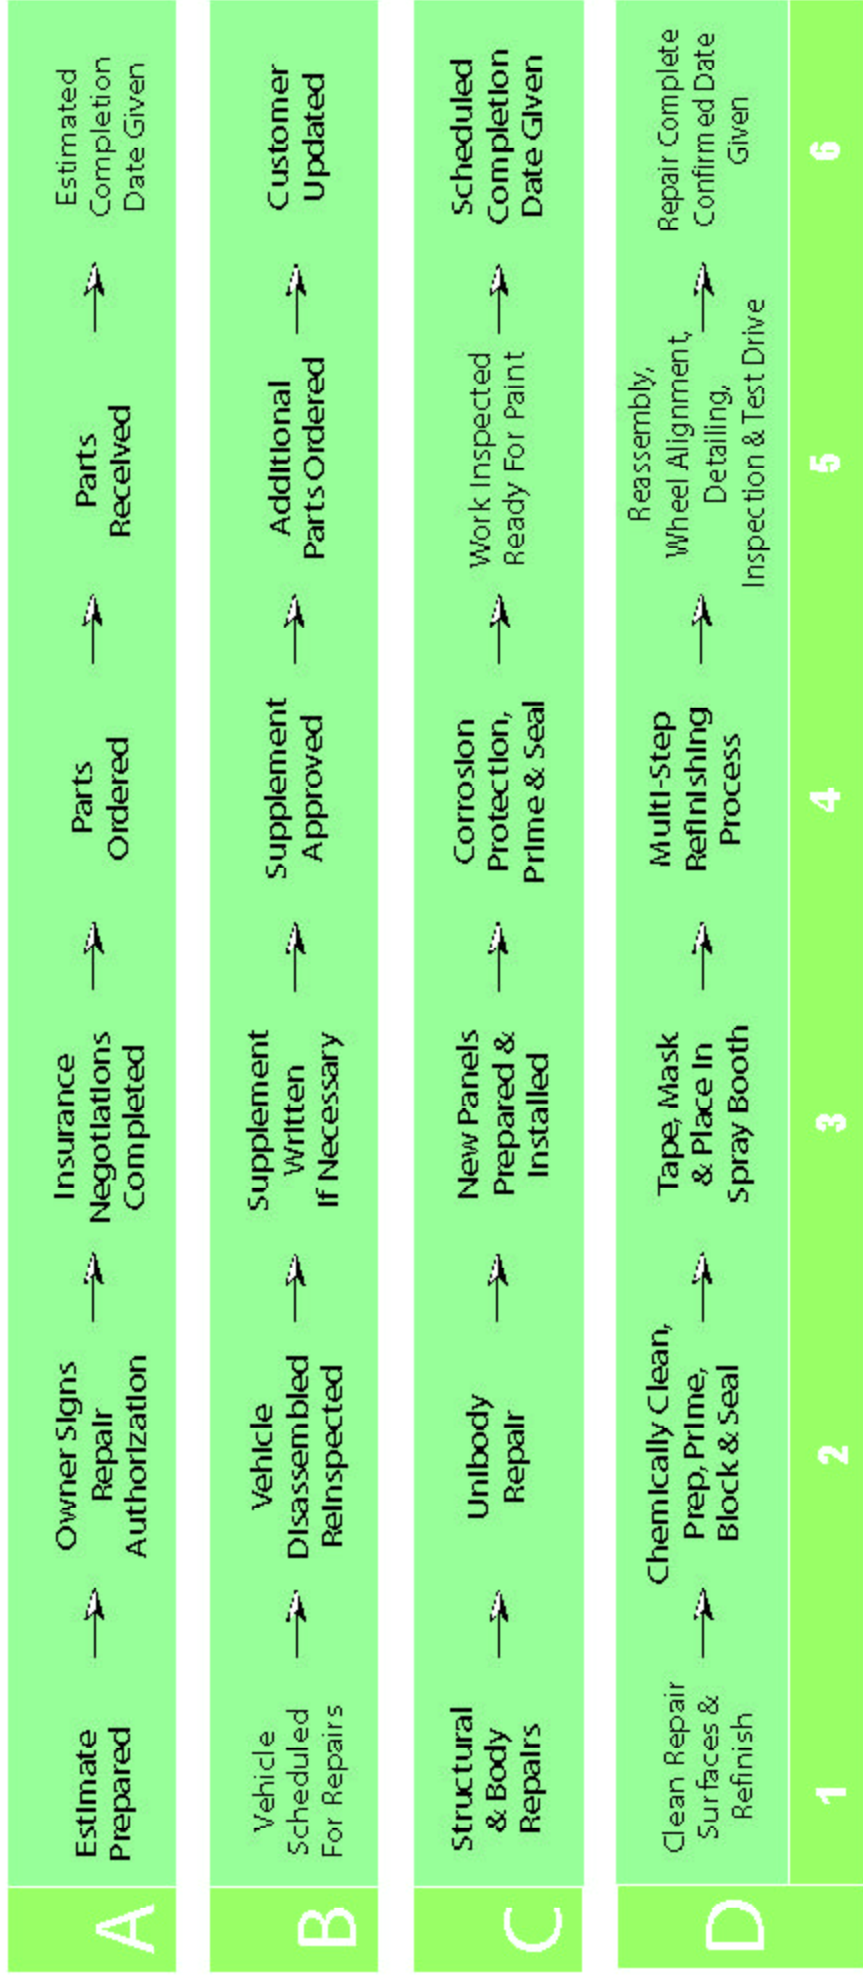 A
Estimate
Prepared
Owner Signs
Repair
Authorization
Insurance
Negotiations
Completed
Parts
Ordered
Parts
Received
Estimated
Completion
Date Given
B
Vehicle
Scheduled
For Repairs
Vehicle
Disassembled
ReInspected
Supplement
Written
If Necessary
Supplement
Approved
Additional
Parts Ordered
Customer
Updated
C
Structural
& Body
Repairs
Unibody
Repair
New Panels
Prepared &
Installed
Corrosion
Protection,
Prime & Seal
Work Inspected
Ready For Paint
Scheduled
Completion
Date Given
D
Clean Repair
Surfaces &
Refinish
Chemically Clean,
Prep, Prime,
Block & Seal
Tape, Mask
& Place In
Spray Booth
Multi-Step
Refinishing
Process
Reassembly,
Wheel Alignment,
Detailing,
Inspection & Test Drive
Repair Complete
Confirmed Date
Given
1
2
3
4
5
6